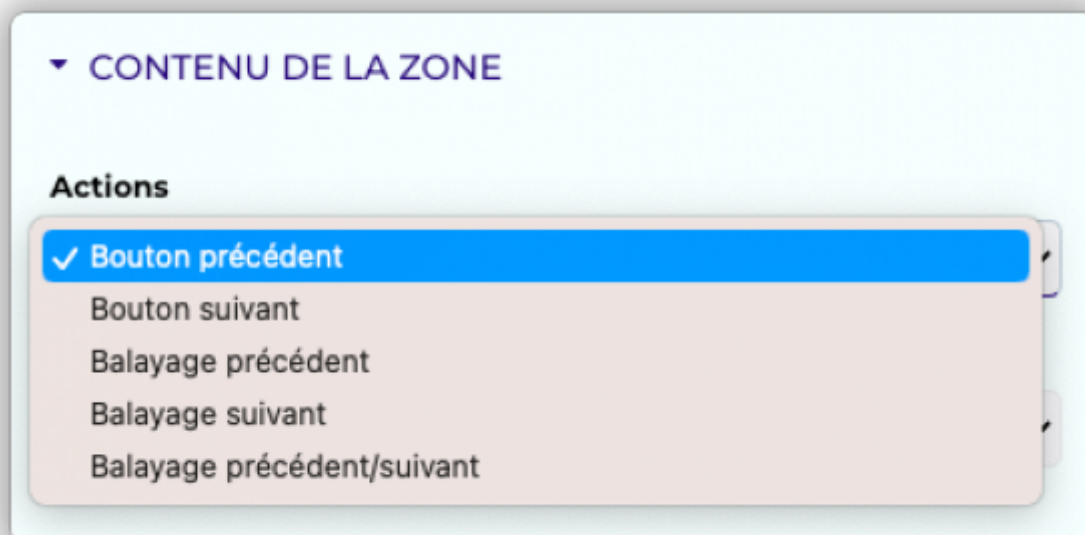 CONTENU DE LA ZONE
Actions
Bouton précédent
Bouton suivant
Balayage précédent
Balayage suivant
Balayage précédent/suivant